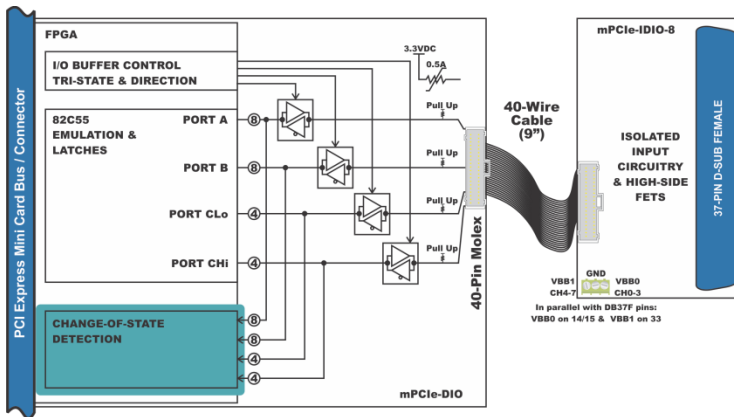 PCI Express Mini Card Bus / Connector
FPGA
I/O BUFFER CONTROL
TRI-STATE & DIRECTION
82C55
EMULATION &
LATCHES
PORT A
8
PORT B
8
PORT CLo
4
PORT CHi
4
CHANGE-OF-STATE
DETECTION
8
8
4
4
3.3VDC
0.5A
Pull Up
Pull Up
Pull Up
Pull Up
40-Pin Molex
mPCIe-DIO
40-Wire
Cable
(9")
mPCIe-IDIO-8
ISOLATED
INPUT
CIRCUITRY
& HIGH-SIDE
FETS
37-PIN D-SUB FEMALE
GND
VBB1
VBB0
CH4-7
CH0-3
In parallel with DB37F pins:
VBB0 on 14/15 & VBB1 on 33